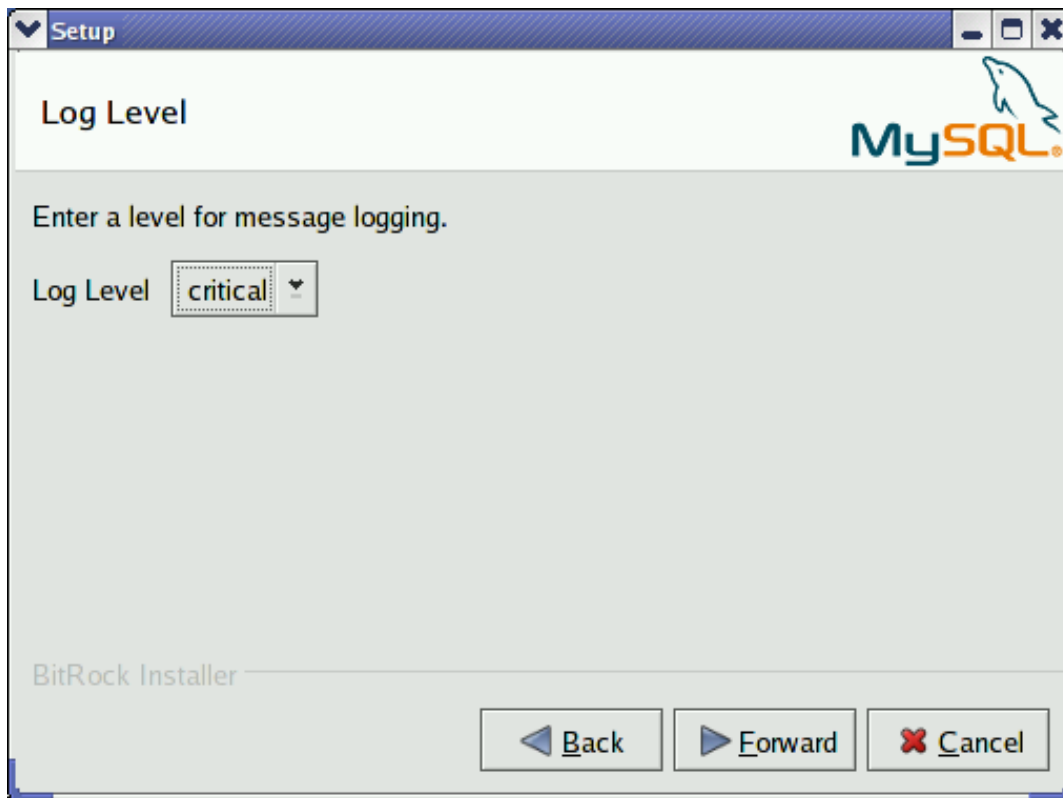 Setup
Log Level
MySQL®
Enter a level for message logging.
Log Level critical
BitRock Installer
Back Forward Cancel